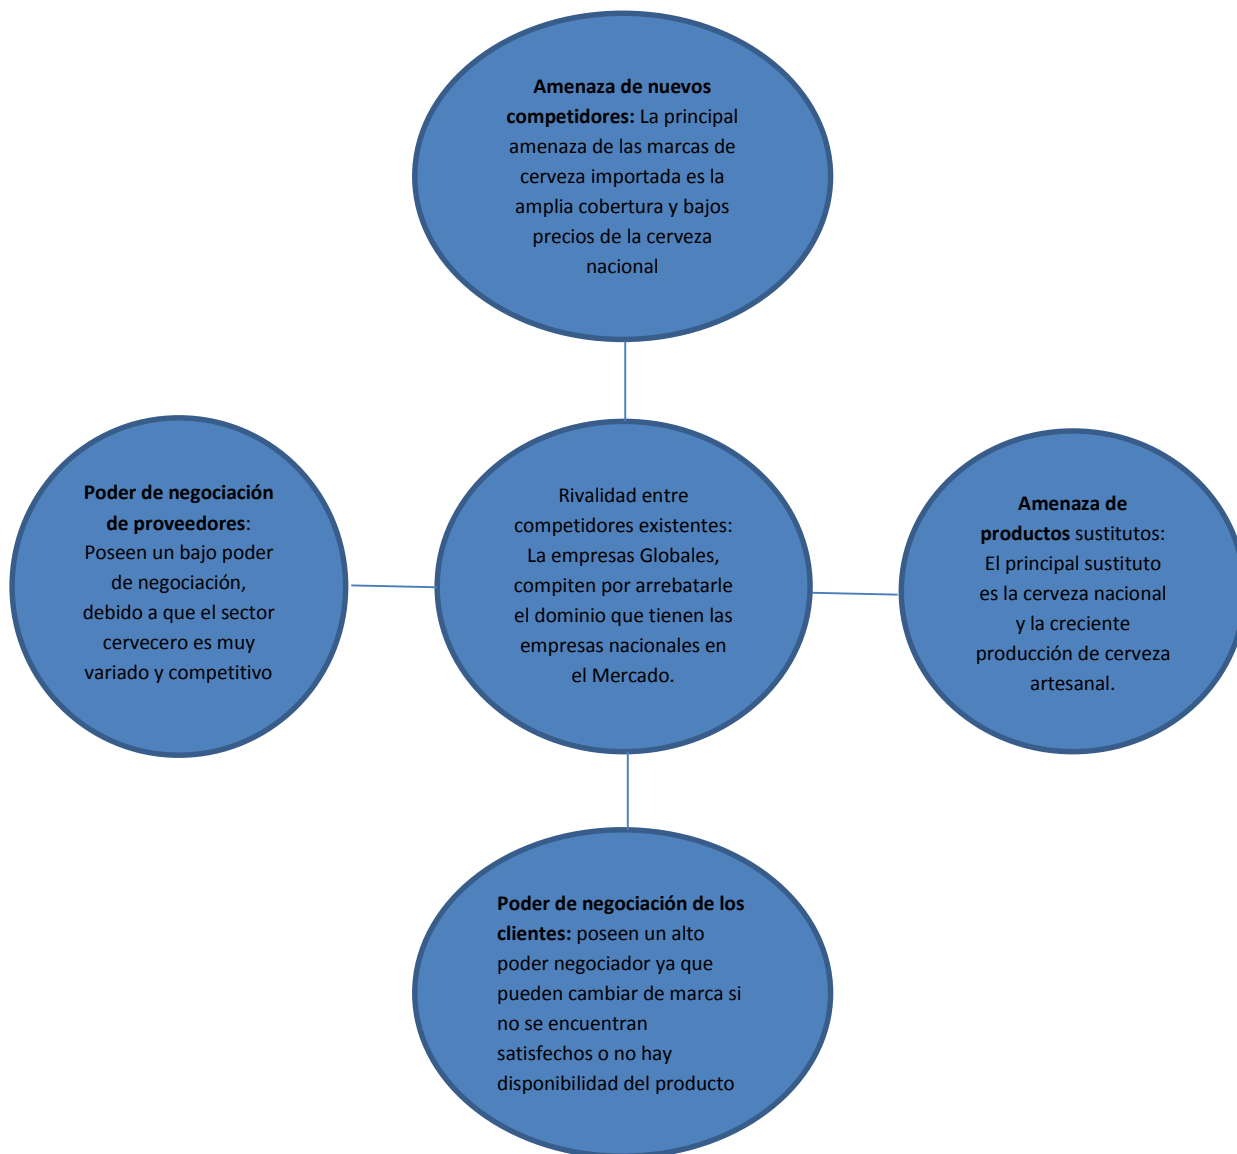 Amenaza de nuevos
competidores: La principal
amenaza de las marcas de
cerveza importada es la
amplia cobertura y bajos
precios de la cerveza
nacional
Poder de negociación
de proveedores:
Poseen un bajo poder
de negociación,
debido a que el sector
cervecero es muy
variado y competitivo
Rivalidad entre
competidores existentes:
La empresas Globales,
compiten por arrebatarle
el dominio que tienen las
empresas nacionales en
el Mercado.
Amenaza de
productos sustitutos:
El principal sustituto
es la cerveza nacional
y la creciente
producción de cerveza
artesanal.
Poder de negociación de los
clientes: poseen un alto
poder negociador ya que
pueden cambiar de marca si
no se encuentran
satisfechos o no hay
disponibilidad del producto